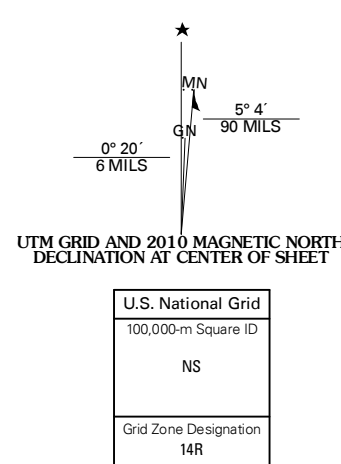 MN
GN
5° 4´
90 MILS
0° 20´
6 MILS
UTM GRID AND 2010 MAGNETIC NORTH
DECLINATION AT CENTER OF SHEET
U.S. National Grid
100,000-m Square ID
NS
Grid Zone Designation
14R